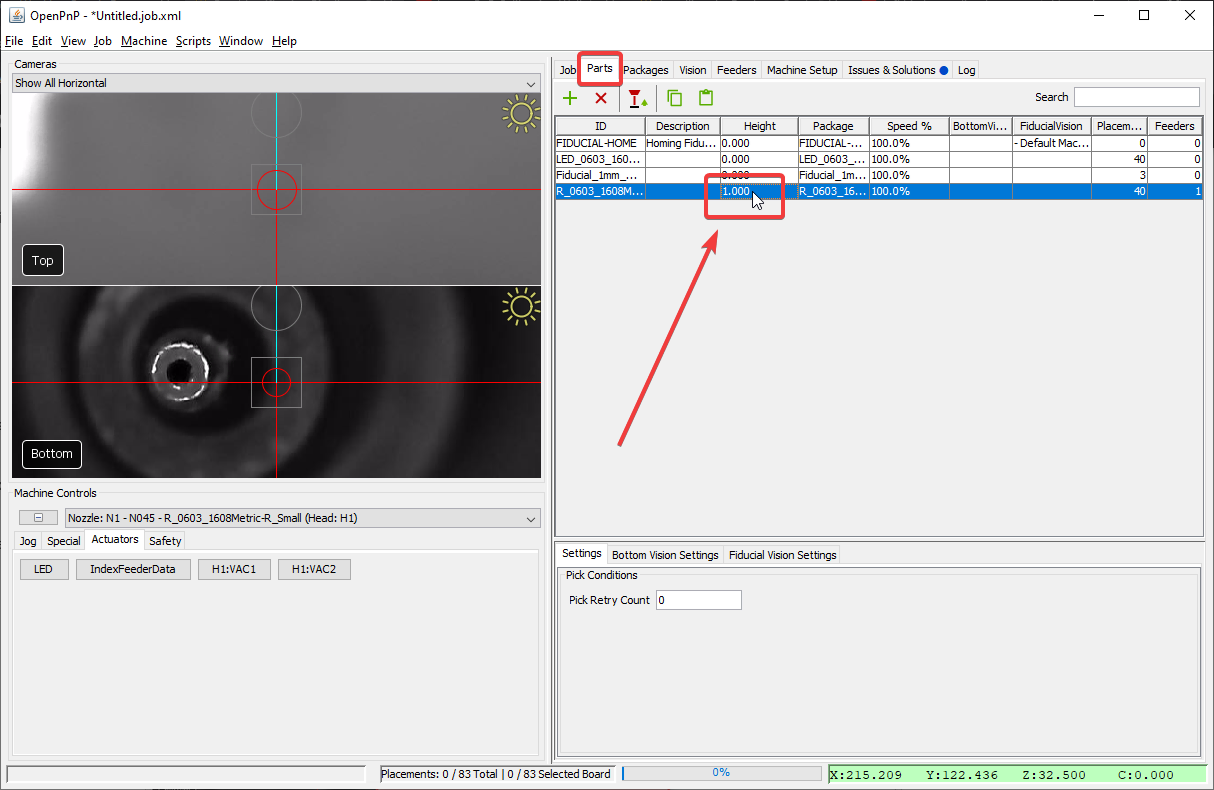 OpenPnP - *Untitled.job.xml
File Edit View Job Machine Scripts Window Help
Cameras
Show All Horizontal
Top
Bottom
Machine Controls
Nozzle: N1 - N045 - R_0603_1608Metric-R_Small (Head: H1)
Jog Special Actuators Safety
LED IndexFeederData H1:VAC1 H1:VAC2
Job Parts Packages Vision Feeders Machine Setup Issues & Solutions Log
Search
ID Description Height Package Speed % BottomVi... FiducialVision Placem... Feeders
FIDUCIAL-HOME Homing Fidu... 0.000 FIDUCIAL-... 100.0% - Default Mac... 0 0
LED_0603_160... 0.000 LED_0603_... 100.0% 40 0
Fiducial_1mm_... 0.000 Fiducial_1m... 100.0% 3 0
R_0603_1608M... 1.000 R_0603_16... 100.0% 40 1
Settings Bottom Vision Settings Fiducial Vision Settings
Pick Conditions
Pick Retry Count 0
Placements: 0 / 83 Total | 0 / 83 Selected Board 0% X:215.209 Y:122.436 Z:32.500 C:0.000